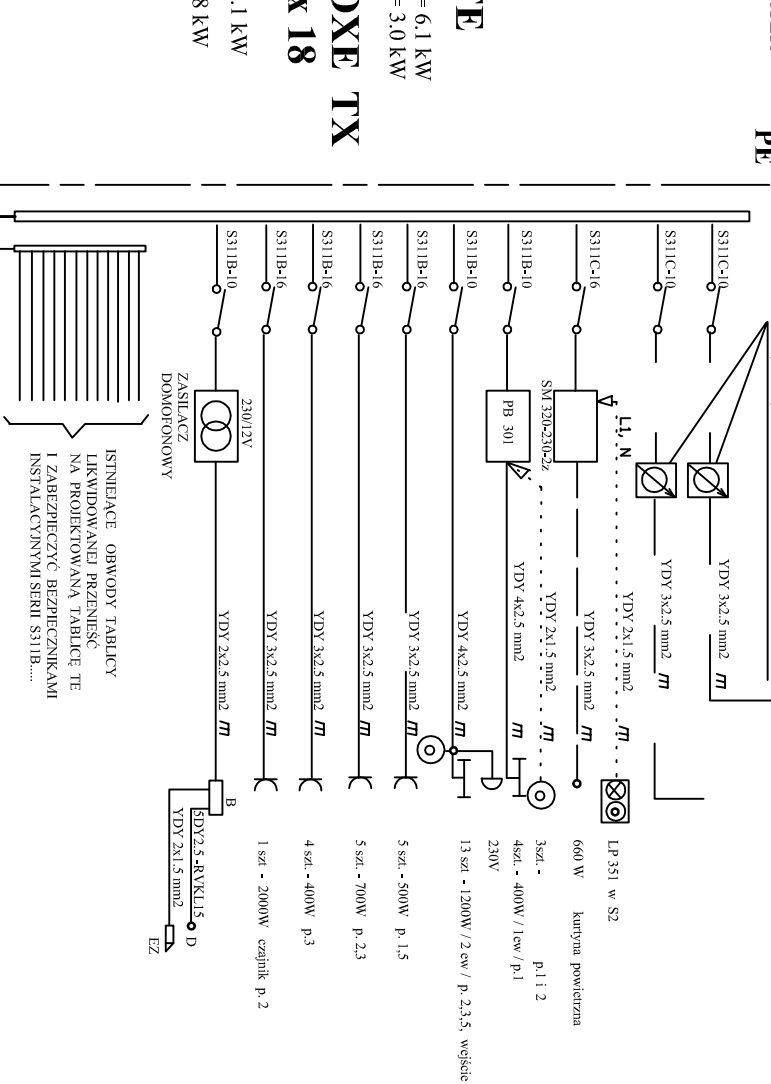 PE
TE
= 6.1 kW
= 3.0 kW
OXE TX
x 18
.1 kW
8 kW
S311C-10
S311C-10
S311C-16
S311B-10
S311B-10
S311B-16
S311B-16
S311B-16
S311B-16
S311B-10
L1, N
SM 320-230-2z
PB 301
230/12V
ZASILACZ
DOMOFONOWY
YDY 3x2.5 mm2
YDY 3x2.5 mm2
YDY 2x1.5 mm2
YDY 3x2.5 mm2
YDY 2x1.5 mm2
YDY 4x2.5 mm2
YDY 4x2.5 mm2
YDY 3x2.5 mm2
YDY 3x2.5 mm2
YDY 3x2.5 mm2
YDY 3x2.5 mm2
YDY 2x2.5 mm2
LP 351 w S2
660 W kurtyna powietrzna
3szt. - p.1 i 2
4szt. - 400W / 1ew / p.1
230V
13 szt - 1200W / 2 ew / p. 2,3,5, wejście
5 szt. - 500W p. 1,5
5 szt. - 700W p. 2,3
4 szt. - 400W p.3
1 szt - 2000W czajnik p. 2
B
5DY2.5 -RVKL15
D
YDY 2x1.5 mm2
EZ
ISTNIEJĄCE OBWODY TABLICY
LIKWIDOWANEJ PRZENIEŚĆ
NA PROJEKTOWANĄ TABLICĘ TE
I ZABEZPIECZYĆ BEZPIECZNIKAMI
INSTALACYJNYMI SERII S311B.....